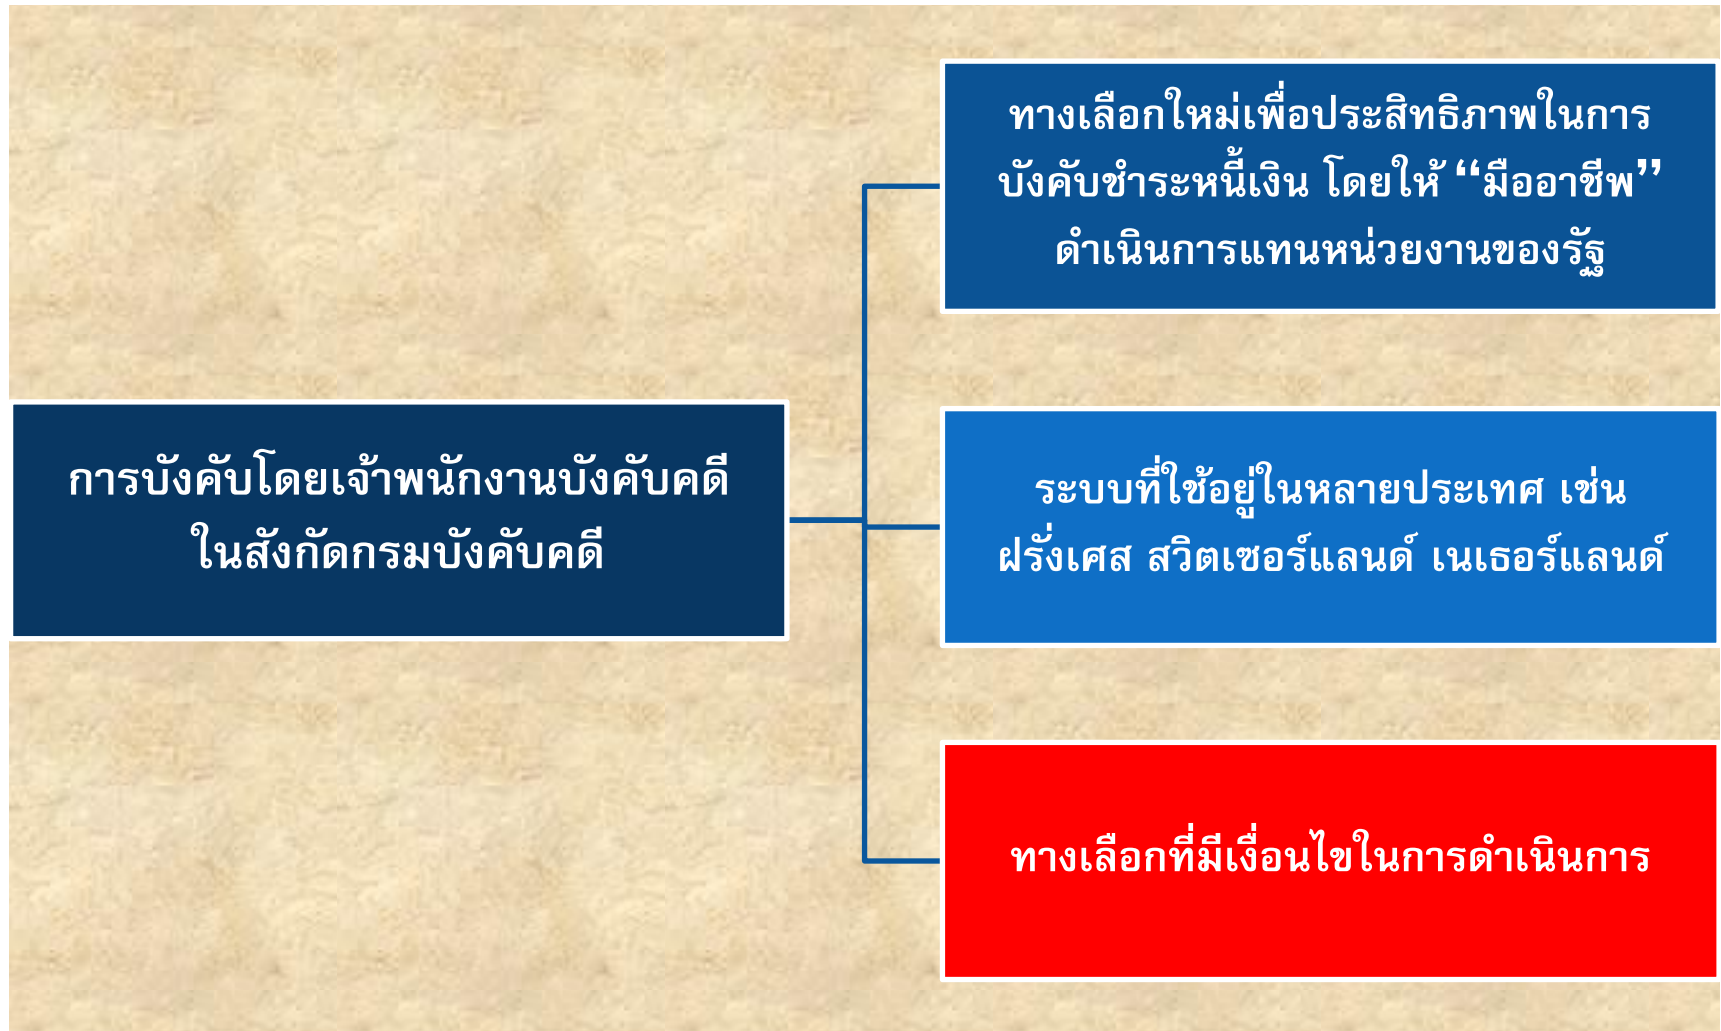 ทางเลือกใหม่เพื่อประสิทธิภาพในการ
บังคับชำระหนี้เงิน โดยให้ “มืออาชีพ”
ดำเนินการแทนหน่วยงานของรัฐ
การบังคับโดยเจ้าพนักงานบังคับคดี
ในสังกัดกรมบังคับคดี
ระบบที่ใช้อยู่ในหลายประเทศ เช่น
ฝรั่งเศส สวิตเซอร์แลนด์ เนเธอร์แลนด์
ทางเลือกที่มีเงื่อนไขในการดำเนินการ